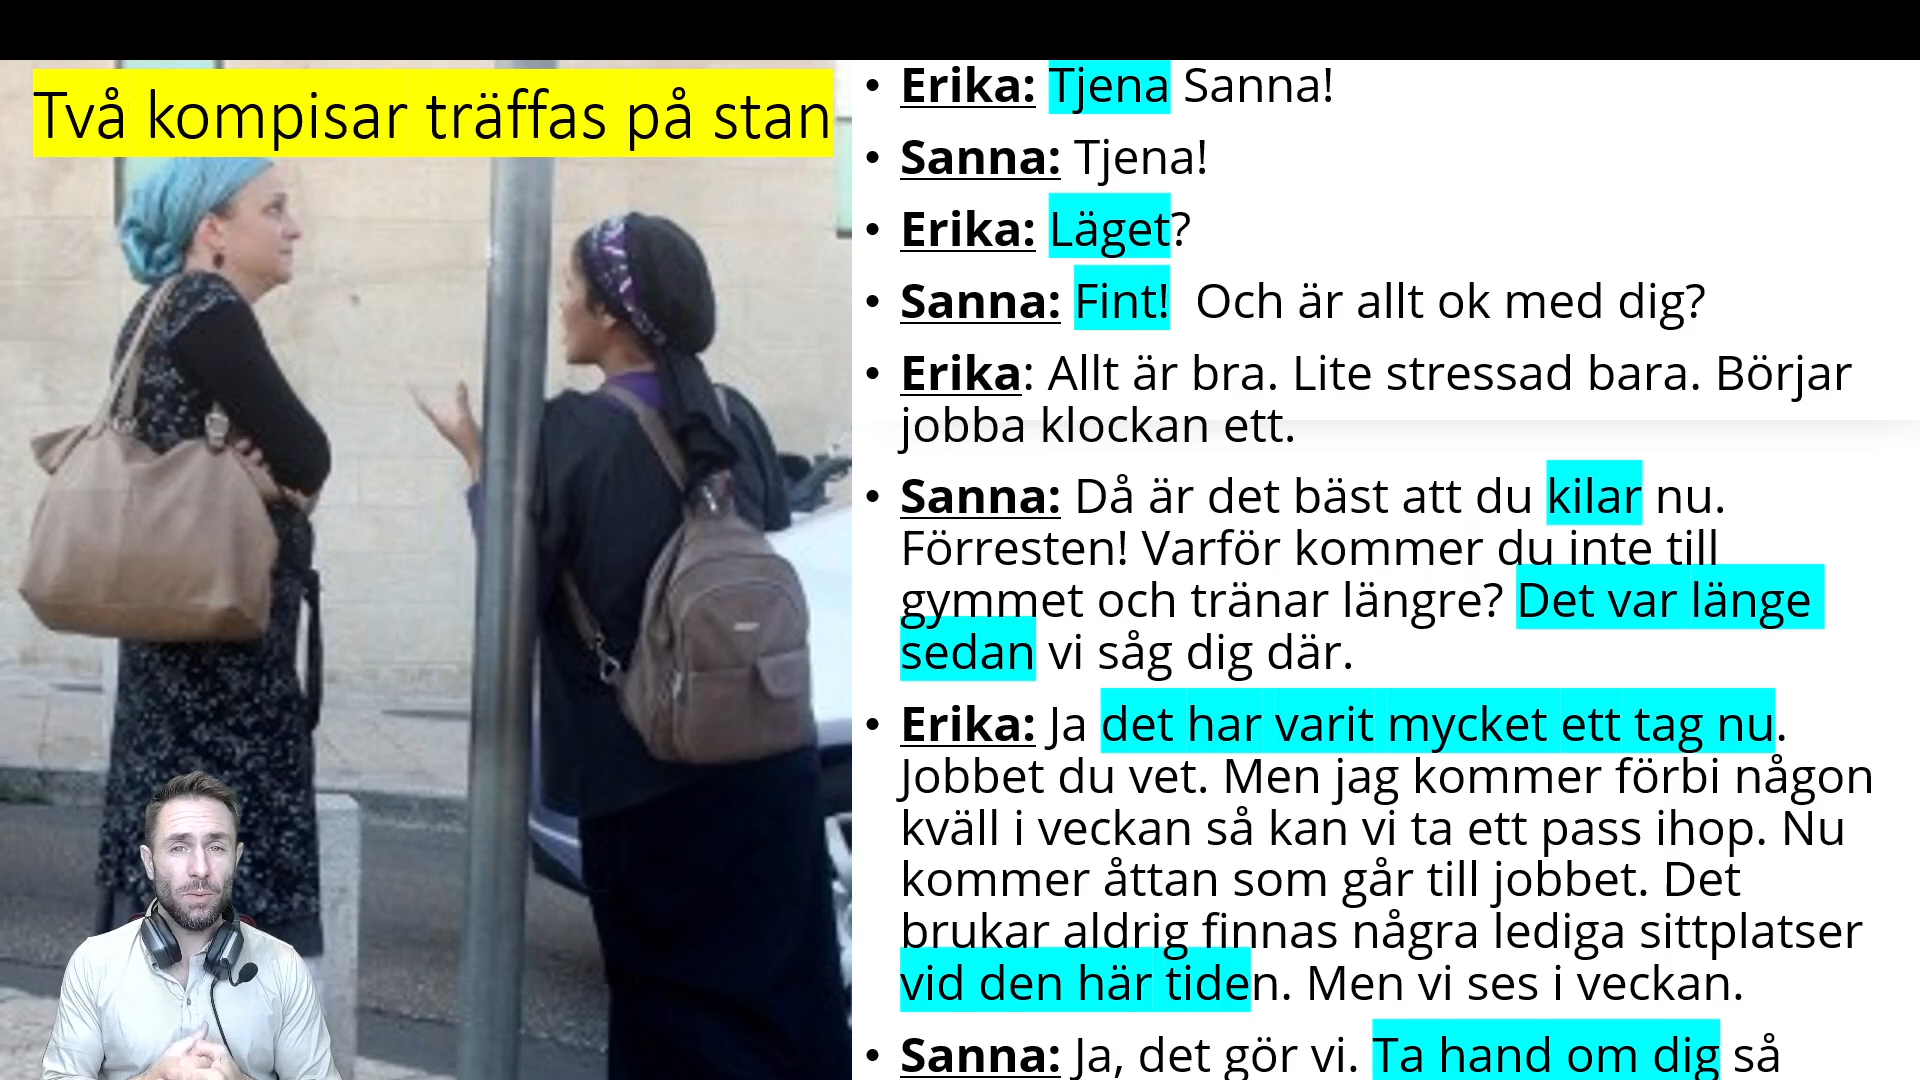 Två kompisar träffas på stan
• Erika: Tjena Sanna!
• Sanna: Tjena!
• Erika: Läget?
• Sanna: Fint!  Och är allt ok med dig?
• Erika: Allt är bra. Lite stressad bara. Börjar
jobba klockan ett.
• Sanna: Då är det bäst att du kilar nu.
Förresten! Varför kommer du inte till
gymmet och tränar längre? Det var länge
sedan vi såg dig där.
• Erika: Ja det har varit mycket ett tag nu.
Jobbet du vet. Men jag kommer förbi någon
kväll i veckan så kan vi ta ett pass ihop. Nu
kommer åttan som går till jobbet. Det
brukar aldrig finnas några lediga sittplatser
vid den här tiden. Men vi ses i veckan.
• Sanna: Ja, det gör vi. Ta hand om dig så